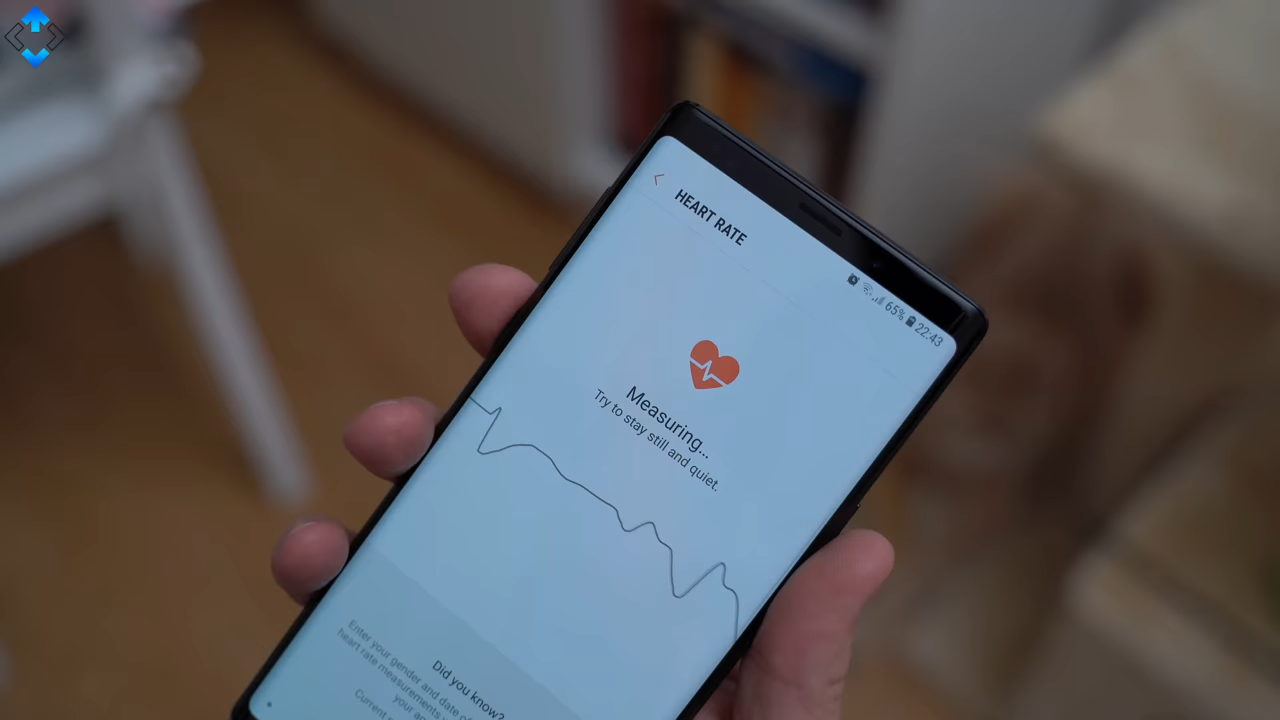 HEART RATE
65% 22:43
Measuring...
Try to stay still and quiet.
Did you know?
Enter your gender and date of
heart rate measurements
your
Current